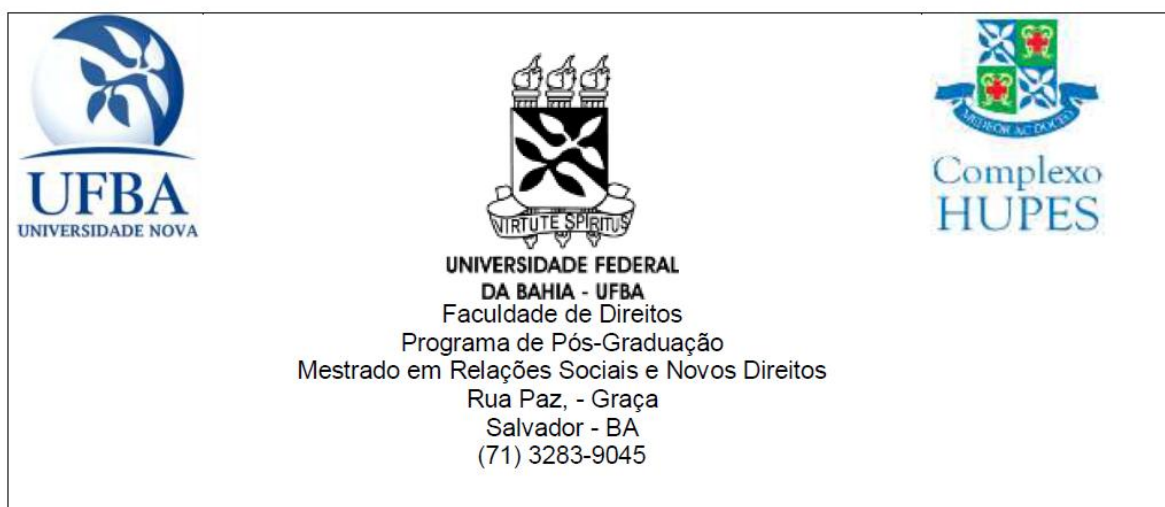 UFBA
UNIVERSIDADE NOVA
VIRTUTE SPIRITUS
UNIVERSIDADE FEDERAL
DA BAHIA - UFBA
Faculdade de Direitos
Programa de Pós-Graduação
Mestrado em Relações Sociais e Novos Direitos
Rua Paz, - Graça
Salvador - BA
(71) 3283-9045
Complexo
HUPES